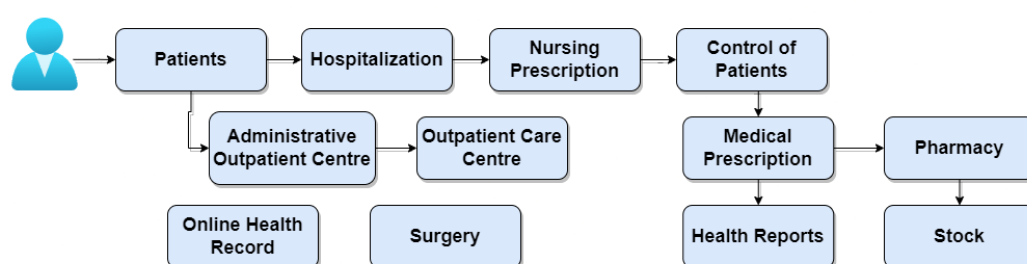 Patients
Hospitalization
Nursing
Prescription
Control of
Patients
Administrative
Outpatient Centre
Outpatient Care
Centre
Medical
Prescription
Pharmacy
Online Health
Record
Surgery
Health Reports
Stock